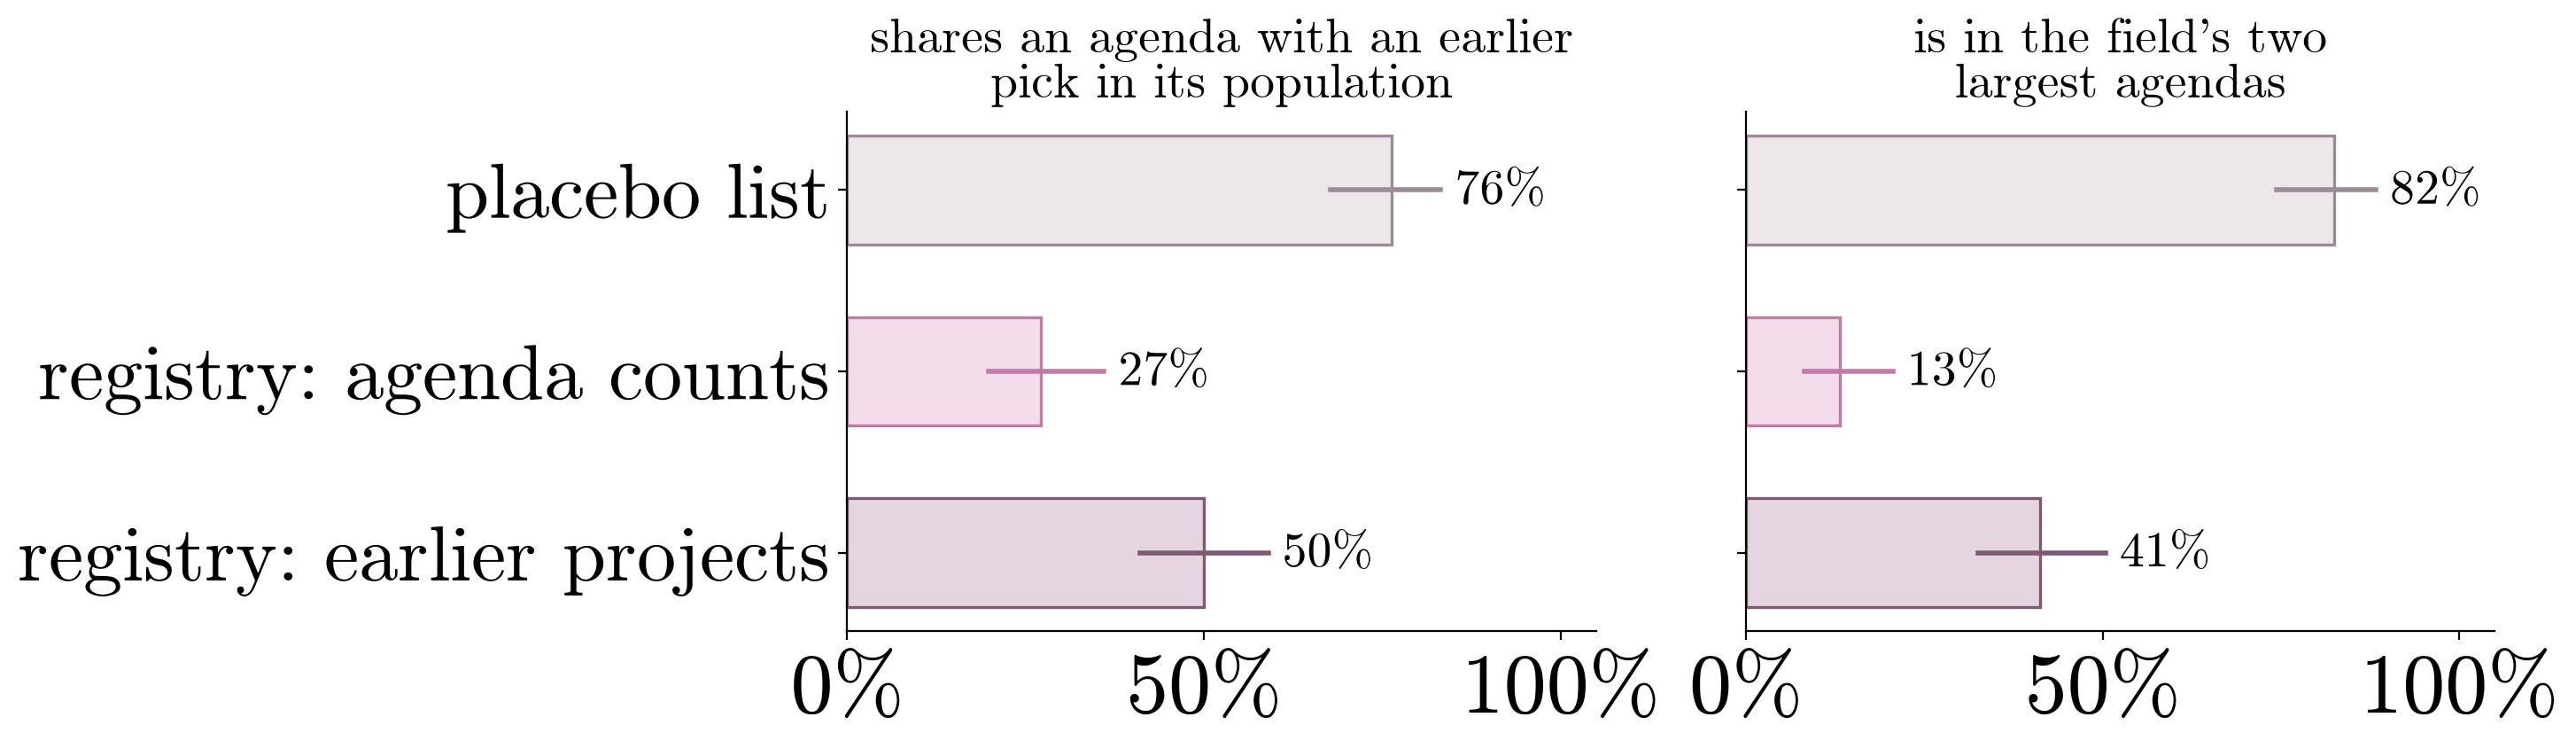 shares an agenda with an earlier
pick in its population
is in the field's two
largest agendas
placebo list
76%
82%
registry: agenda counts
27%
13%
registry: earlier projects
50%
41%
0%
50%
100%
0%
50%
100%